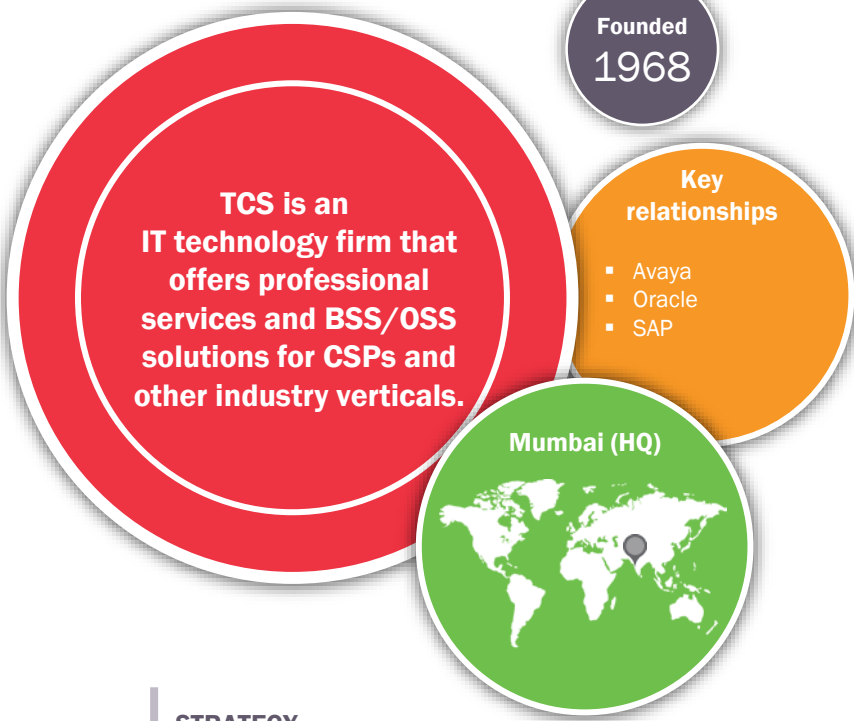 Founded
1968
TCS is an
IT technology firm that
offers professional
services and BSS/OSS
solutions for CSPs and
other industry verticals.
Key
relationships
▪ Avaya
▪ Oracle
▪ SAP
Mumbai (HQ)
STRATEGY